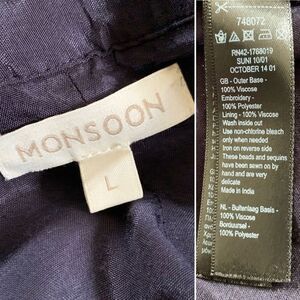 MONSOON
L
748072
RN42-1768019
SUNI 10/01
OCTOBER 14 01
GB - Outer Base -
100% Viscose
Embroidery -
100% Polyester
Lining - 100% Viscose
Wash inside out
Use non-chlorine bleach
only when needed
Iron on reverse side
These beads and sequins
have been sewn by
hand and are very
delicate
Made in India
NL - Buitenlaag Basis -
100% Viscose
Borduursel -
100% Polyester